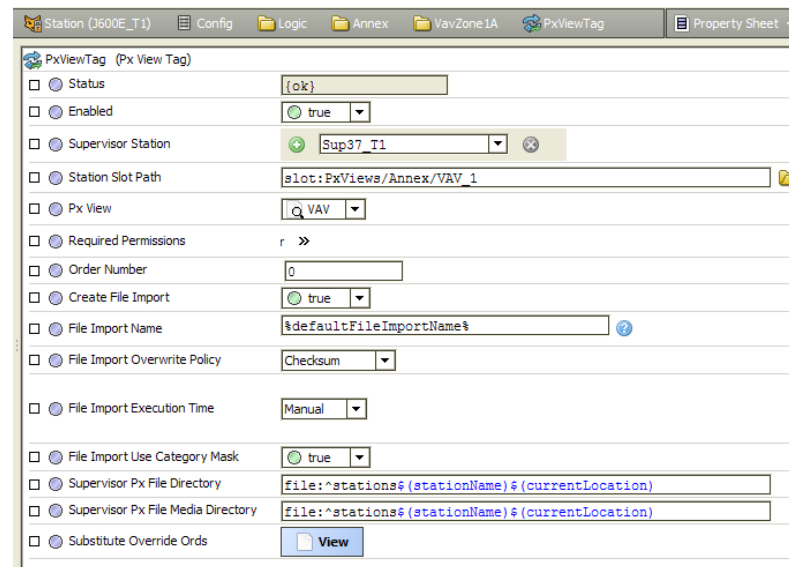 Station (J600E_T1) Config Logic Annex VavZone1A PxViewTag Property Sheet
PxViewTag (Px View Tag)
Status {ok}
Enabled true
Supervisor Station Sup37_T1
Station Slot Path slot:PxViews/Annex/VAV_1
Px View VAV
Required Permissions r »
Order Number 0
Create File Import true
File Import Name %defaultFileImportName%
File Import Overwrite Policy Checksum
File Import Execution Time Manual
File Import Use Category Mask true
Supervisor Px File Directory file:^stations$(stationName)$(currentLocation)
Supervisor Px File Media Directory file:^stations$(stationName)$(currentLocation)
Substitute Override Ords View